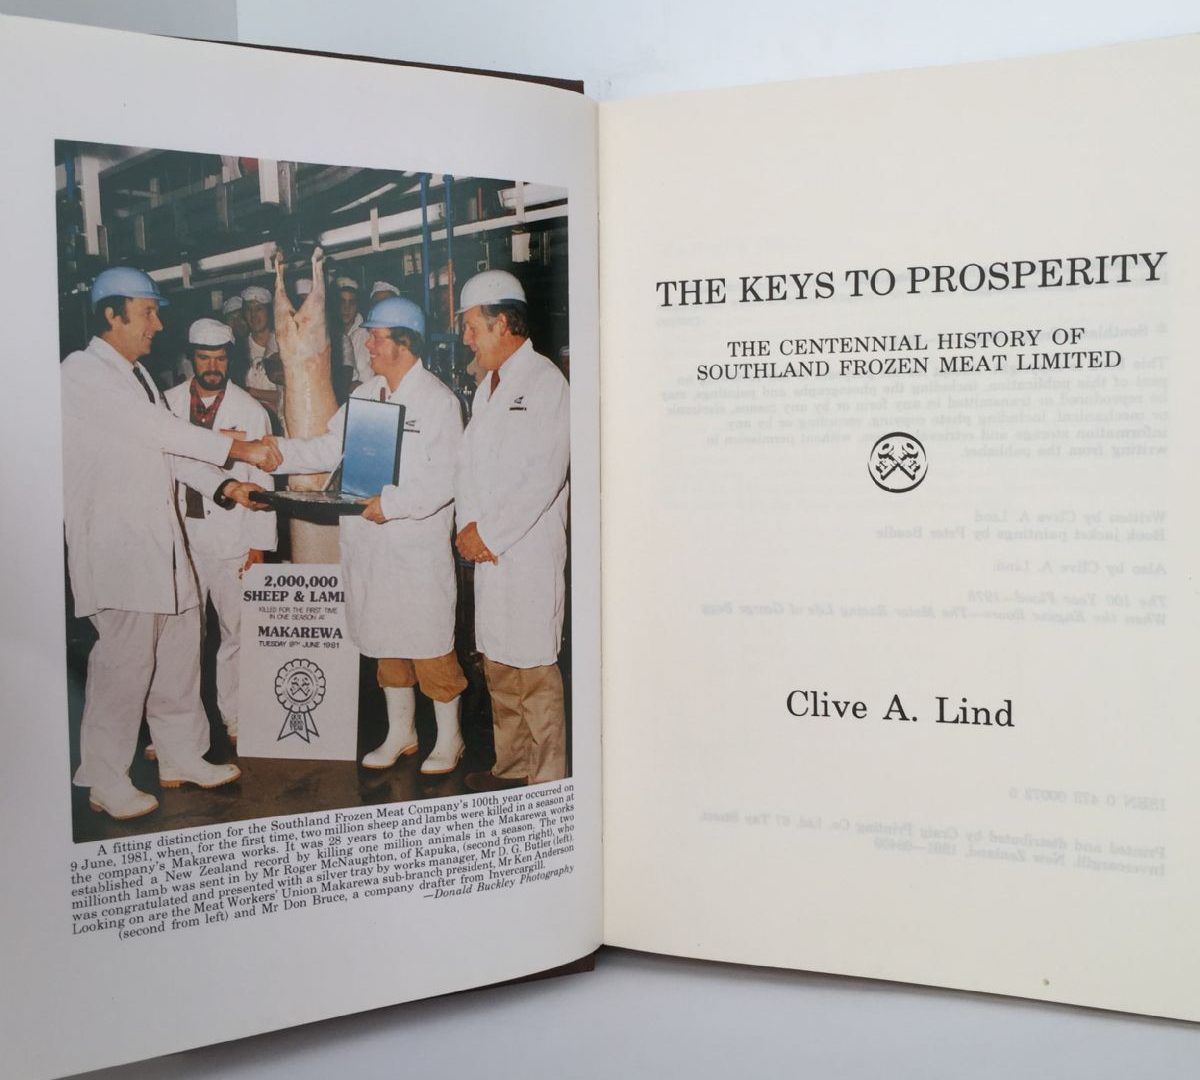 2,000,000
SHEEP & LAM
KILLED FOR THE FIRST TIME
IN ONE SEASON AT
MAKAREWA
TUESDAY 9TH JUNE 1981
A fitting distinction for the Southland Frozen Meat Company's 100th year occurred on
9 June, 1981, when, for the first time, two million sheep and lambs were killed in a season at
the company's Makarewa works. It was 28 years to the day when the Makarewa works
established a New Zealand record by killing one million animals in a season. The two
millionth lamb was sent in by Mr Roger McNaughton, of Kapuka, (second from right), who
was congratulated and presented with a silver tray by works manager, Mr D. G. Butler (left).
Looking on are the Meat Workers' Union Makarewa sub-branch president, Mr Ken Anderson
(second from left) and Mr Don Bruce, a company drafter from Invercargill.
—Donald Buckley Photography
THE KEYS TO PROSPERITY
THE CENTENNIAL HISTORY OF
SOUTHLAND FROZEN MEAT LIMITED
Clive A. Lind